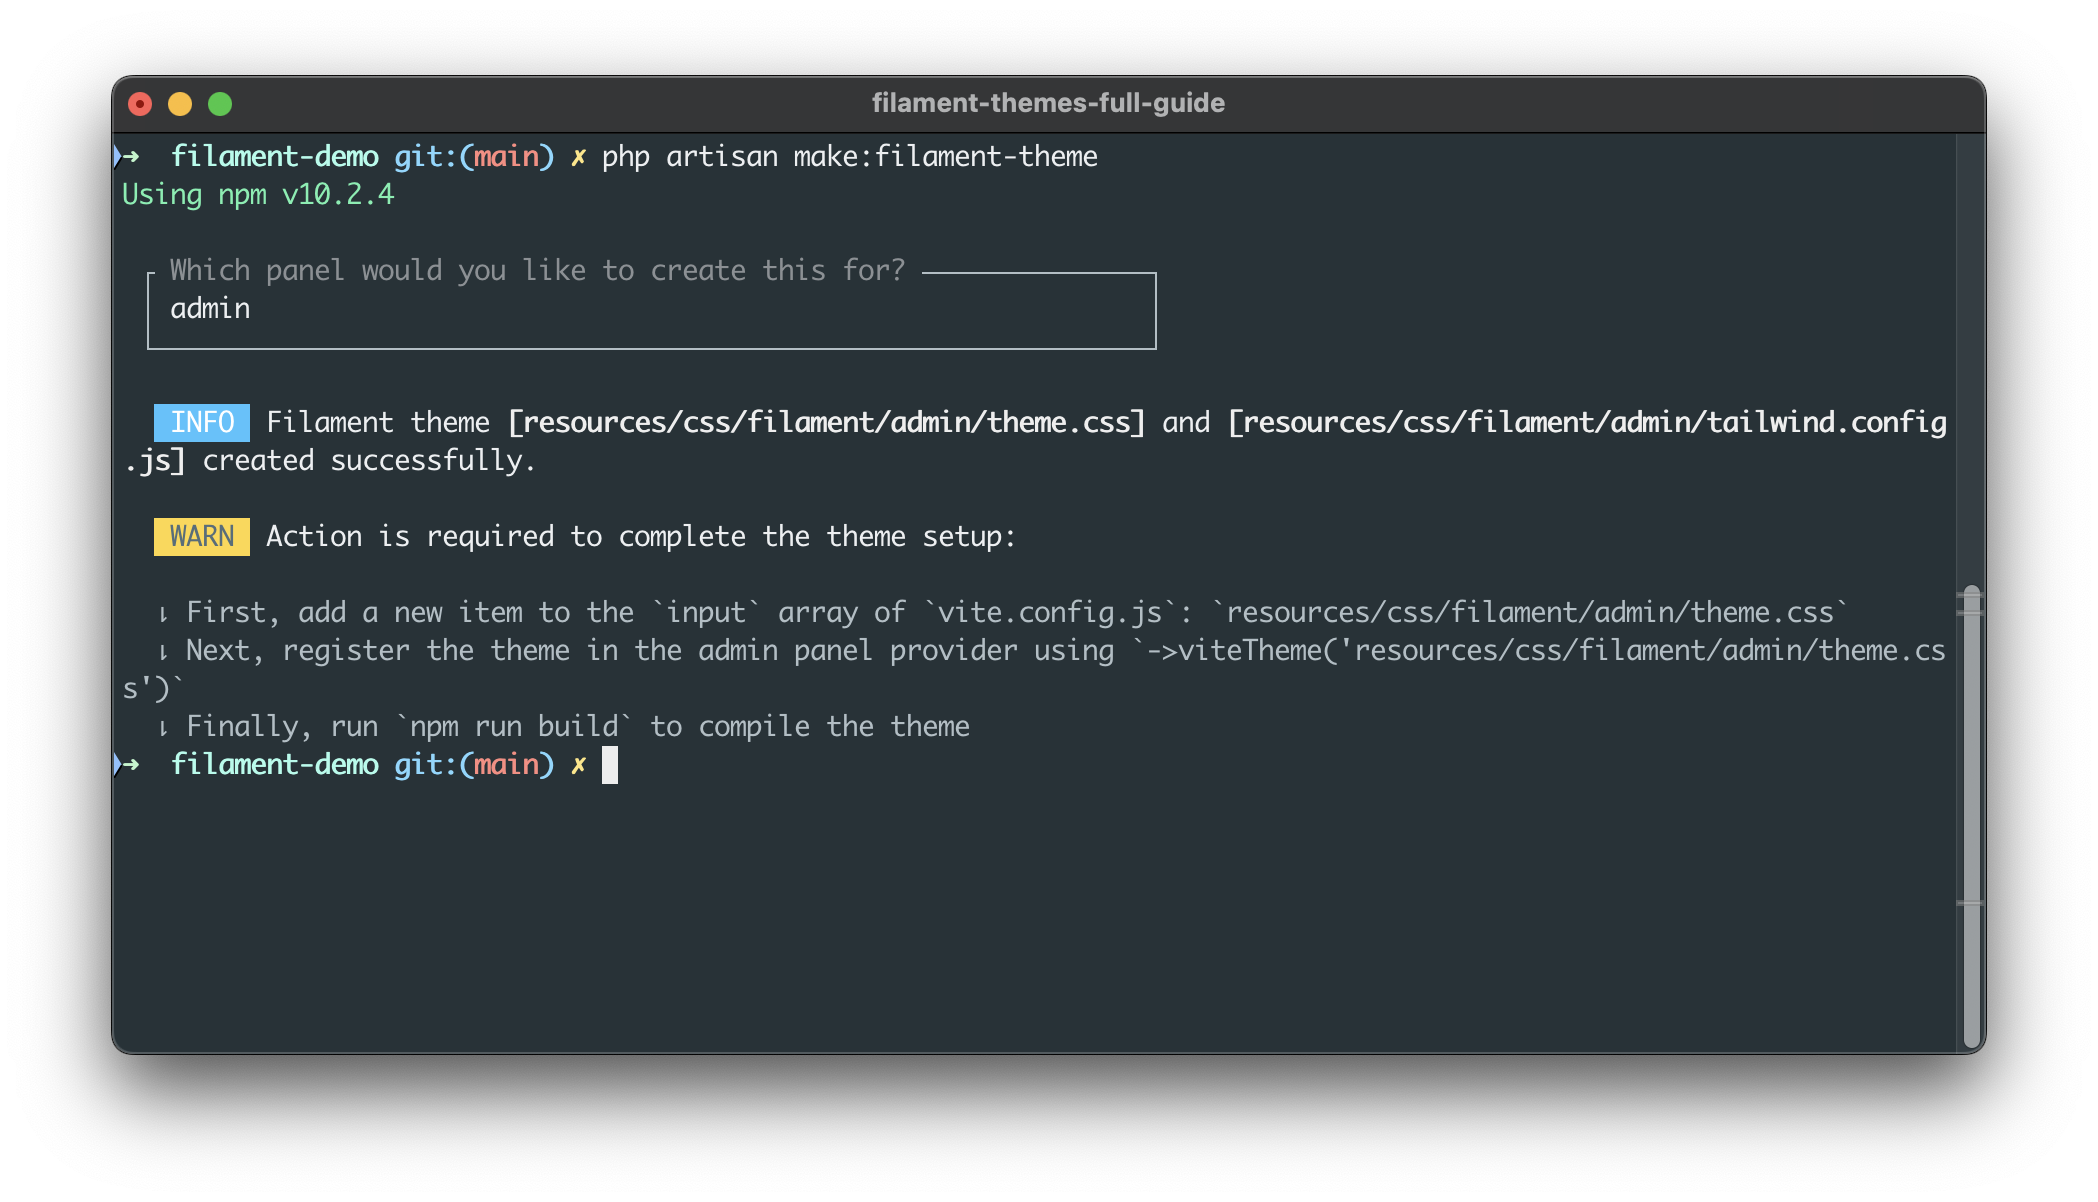 filament-themes-full-guide
➜ filament-demo git:(main) ✗ php artisan make:filament-theme
Using npm v10.2.4
Which panel would you like to create this for?
admin
INFO Filament theme [resources/css/filament/admin/theme.css] and [resources/css/filament/admin/tailwind.config
.js] created successfully.
WARN Action is required to complete the theme setup:
⇂ First, add a new item to the `input` array of `vite.config.js`: `resources/css/filament/admin/theme.css`
⇂ Next, register the theme in the admin panel provider using `->viteTheme('resources/css/filament/admin/theme.cs
s')`
⇂ Finally, run `npm run build` to compile the theme
➜ filament-demo git:(main) ✗